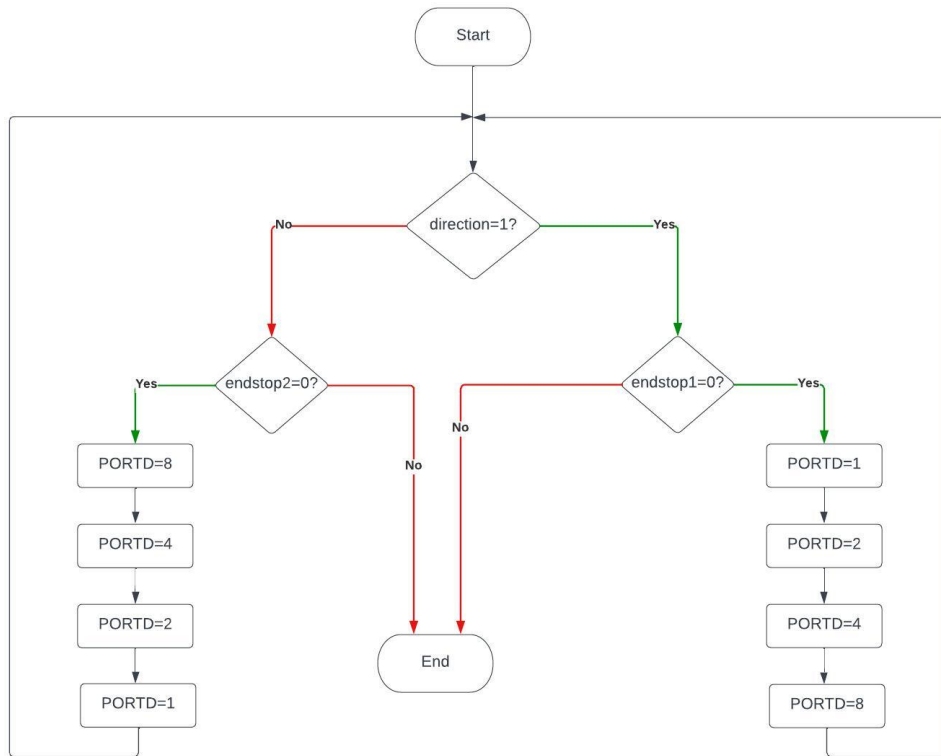 Start
direction=1?
No
Yes
endstop2=0?
endstop1=0?
Yes
Yes
No
No
PORTD=8
PORTD=1
PORTD=4
PORTD=2
PORTD=2
PORTD=4
End
PORTD=1
PORTD=8